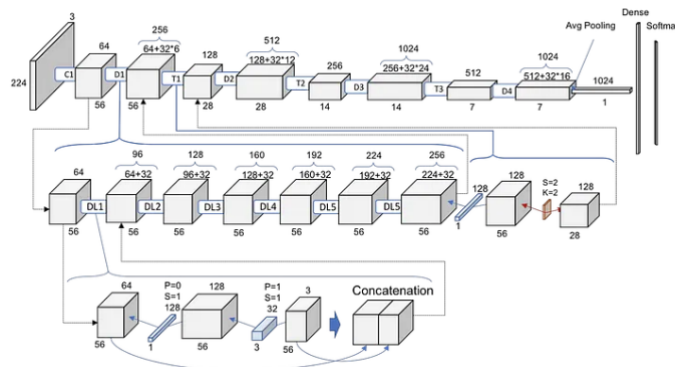 Dense
Softma
Avg Pooling
3
64
256
64+32*6
128
512
128+32*12
256
1024
256+32*24
512
1024
512+32*16
1024
224
C1
D1
T1
D2
T2
D3
T3
D4
56
56
28
28
14
14
7
7
1
64
96
64+32
128
96+32
160
128+32
192
160+32
224
192+32
256
224+32
128
128
S=2
K=2
128
DL1
DL2
DL3
DL4
DL5
DL5
56
56
56
56
56
56
56
1
56
28
64
P=0
S=1
128
128
P=1
S=1
32
3
Concatenation
56
1
56
3
56